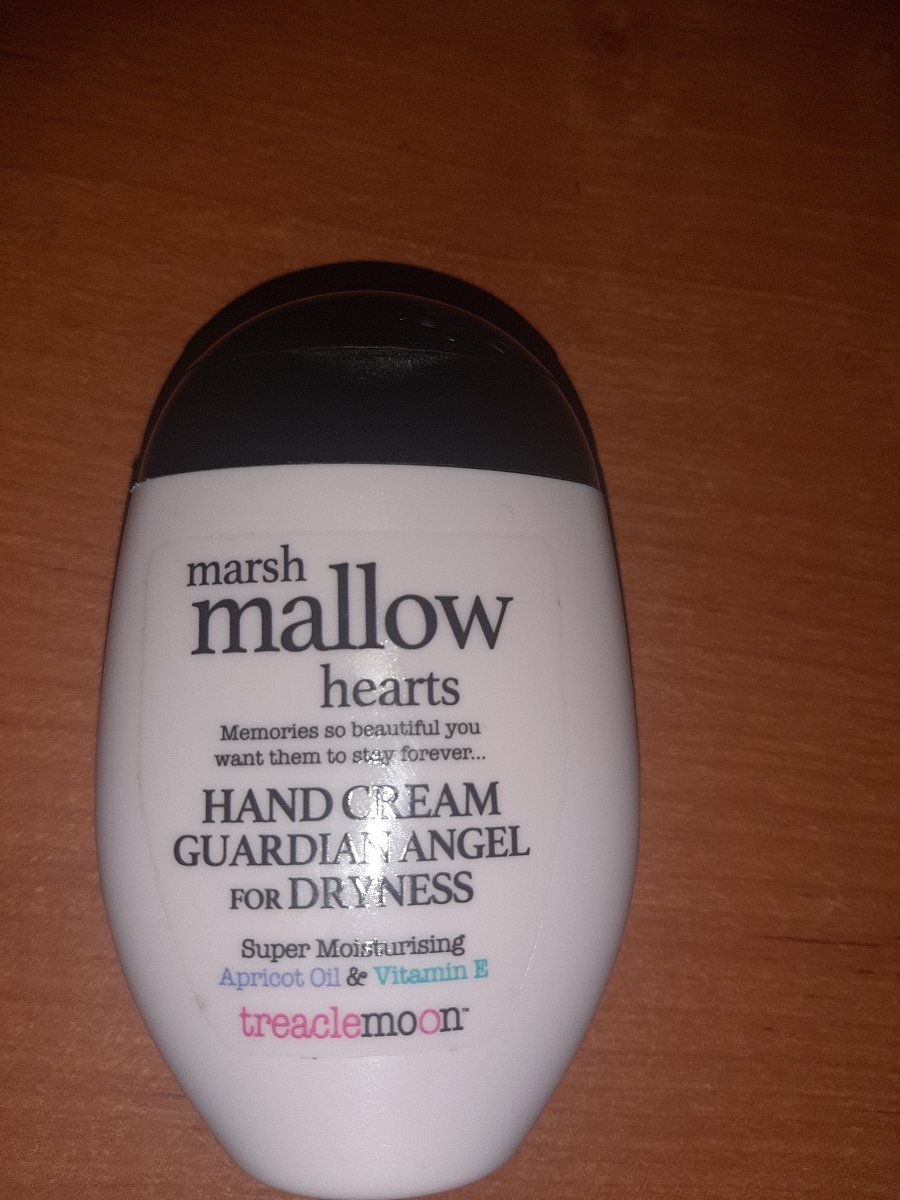 marsh
mallow
hearts
Memories so beautiful you
want them to stay forever...
HAND CREAM
GUARDIAN ANGEL
FOR DRYNESS
Super Moisturising
Apricot Oil & Vitamin E
treaclemoon™